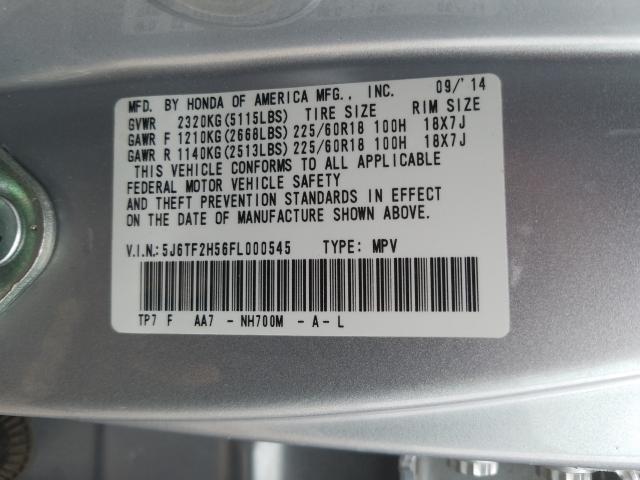 MFD. BY HONDA OF AMERICA MFG., INC. 09/'14
GVWR 2320KG(5115LBS) TIRE SIZE RIM SIZE
GAWR F 1210KG(2668LBS) 225/60R18 100H 18X7J
GAWR R 1140KG(2513LBS) 225/60R18 100H 18X7J
THIS VEHICLE CONFORMS TO ALL APPLICABLE
FEDERAL MOTOR VEHICLE SAFETY
AND THEFT PREVENTION STANDARDS IN EFFECT
ON THE DATE OF MANUFACTURE SHOWN ABOVE.
V.I.N.: 5J6TF2H56FL000545 TYPE: MPV
TP7 F AA7 - NH700M - A - L